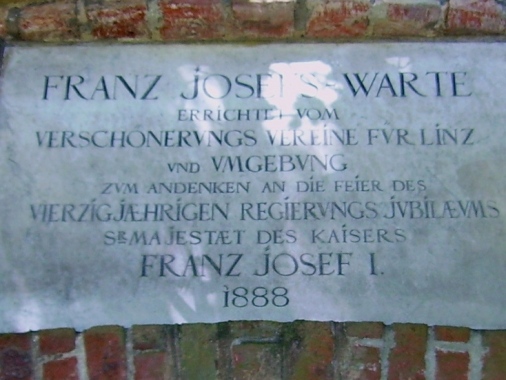 FRANZ JOSEFS-WARTE
ERRICHTET VOM
VERSCHÖNERVNGS VEREINE FVR LINZ
VND VMGEBVNG
ZVM ANDENKEN AN DIE FEIER DES
VIERZIGJÆHRIGEN REGIERVNGS JVBILÆVMS
SR MAJESTÆT DES KAISERS
FRANZ JOSEF I.
1888